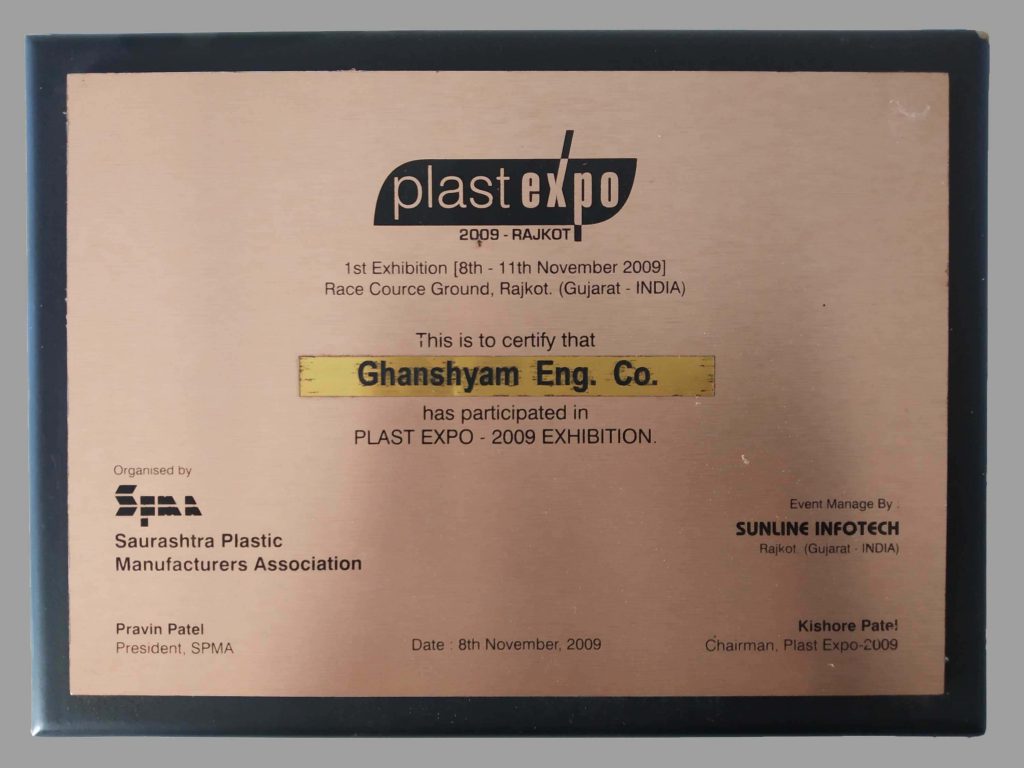 plast expo
2009 - RAJKOT
1st Exhibition [8th - 11th November 2009]
Race Cource Ground, Rajkot. (Gujarat - INDIA)
This is to certify that
Ghanshyam Eng. Co.
has participated in
PLAST EXPO - 2009 EXHIBITION.
Organised by
Spma
Saurashtra Plastic
Manufacturers Association
Event Manage By :
SUNLINE INFOTECH
Rajkot. (Gujarat - INDIA)
Pravin Patel
President, SPMA
Date : 8th November, 2009
Kishore Patel
Chairman, Plast Expo-2009